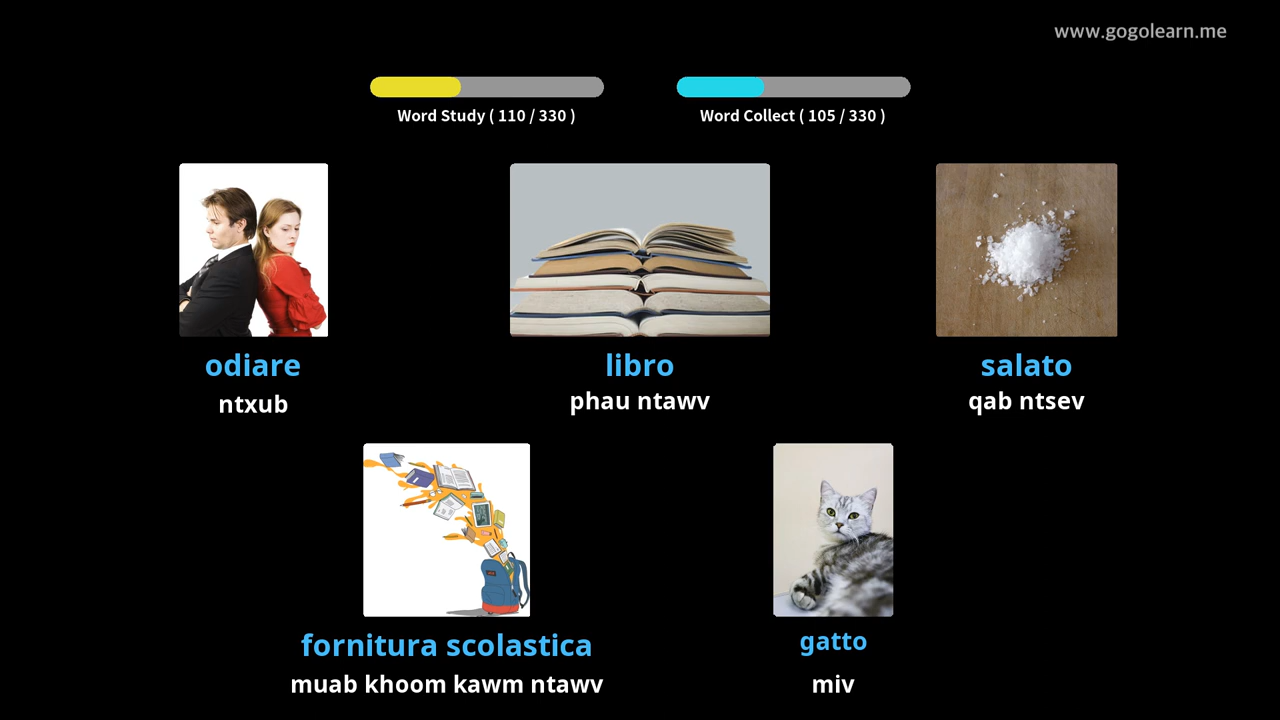 www.gogolearn.me
Word Study ( 110 / 330 )
Word Collect ( 105 / 330 )
odiare
libro
salato
ntxub
phau ntawv
qab ntsev
fornitura scolastica
gatto
muab khoom kawm ntawv
miv